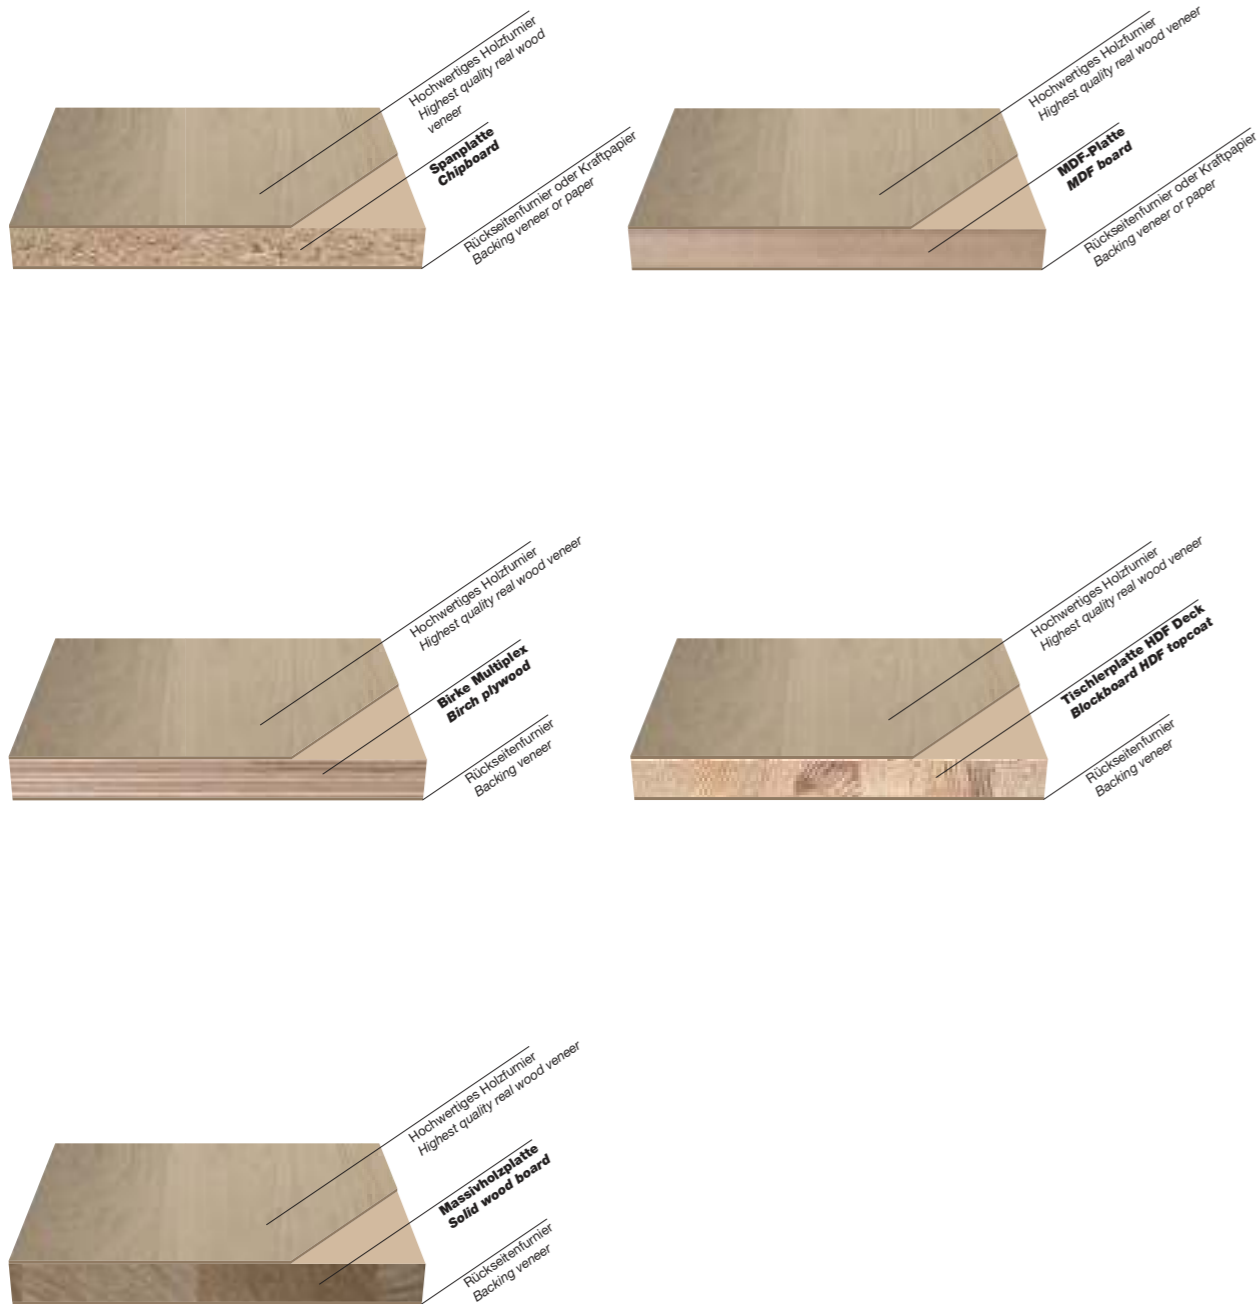 Hochwertiges Holzfurnier
Highest quality real wood
veneer
Spanplatte
Chipboard
Rückseitenfurnier oder Kraftpapier
Backing veneer or paper
Hochwertiges Holzfurnier
Highest quality real wood veneer
MDF-Platte
MDF board
Rückseitenfurnier oder Kraftpapier
Backing veneer or paper
Hochwertiges Holzfurnier
Highest quality real wood veneer
Birke Multiplex
Birch plywood
Rückseitenfurnier
Backing veneer
Hochwertiges Holzfurnier
Highest quality real wood veneer
Tischlerplatte HDF Deck
Blockboard HDF topcoat
Rückseitenfurnier
Backing veneer
Hochwertiges Holzfurnier
Highest quality real wood veneer
Massivholzplatte
Solid wood board
Rückseitenfurnier
Backing veneer